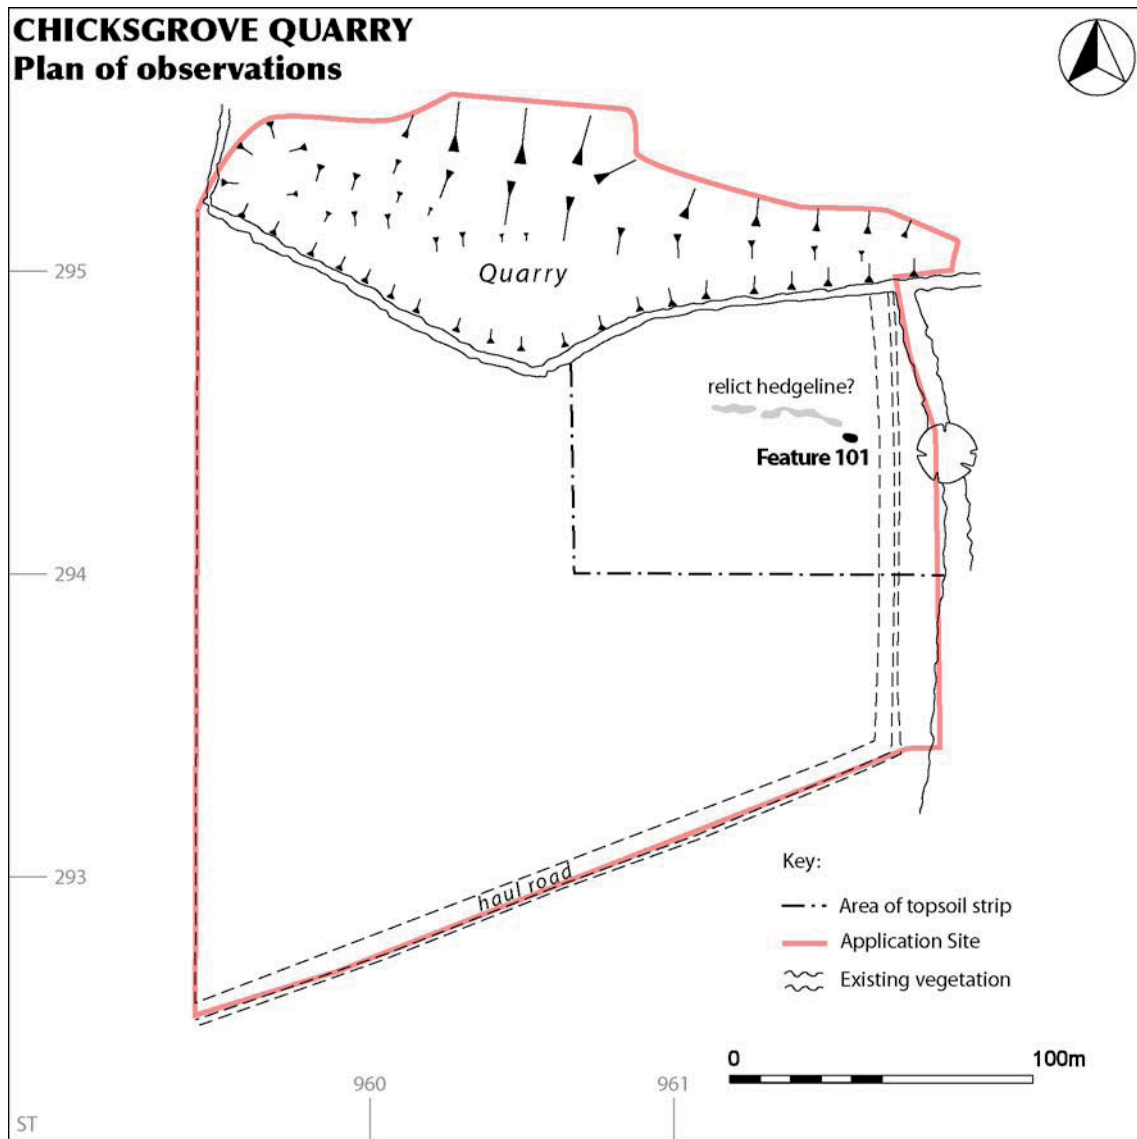 CHICKSGROVE QUARRY
Plan of observations
295
Quarry
relict hedgeline?
Feature 101
294
293
haul road
Key:
Area of topsoil strip
Application Site
Existing vegetation
0 100m
960 961
ST